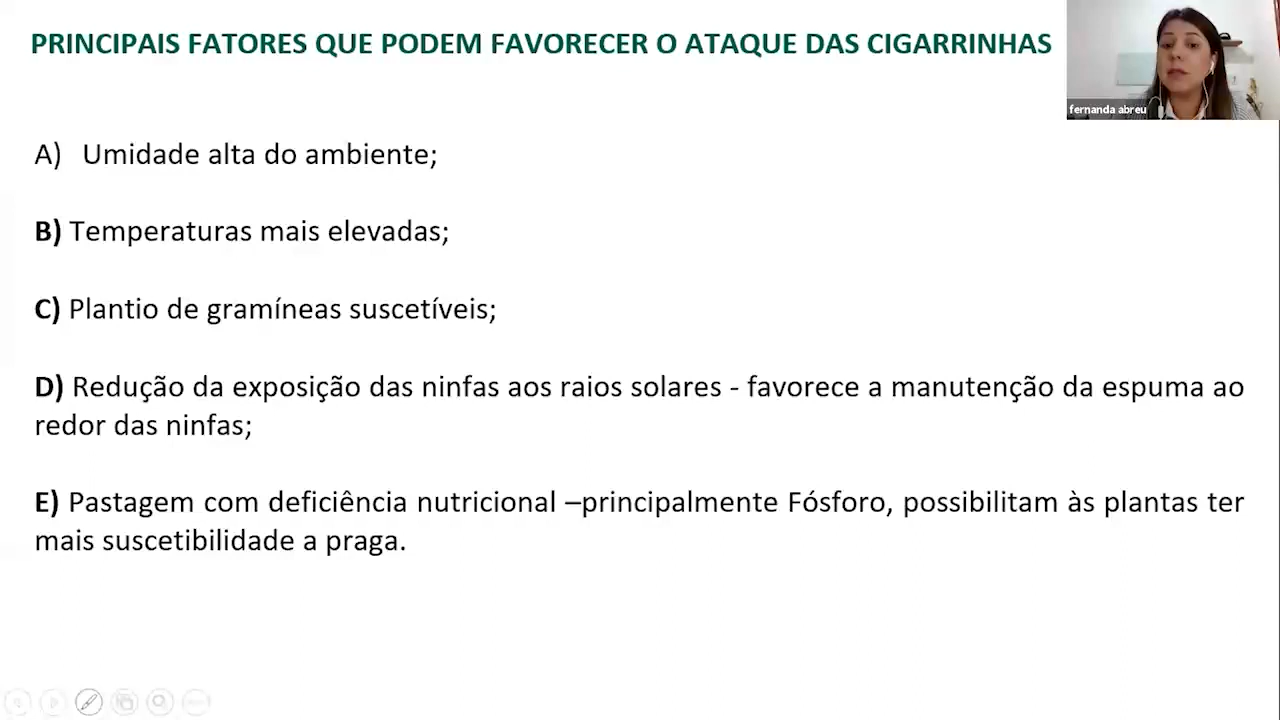 PRINCIPAIS FATORES QUE PODEM FAVORECER O ATAQUE DAS CIGARRINHAS
fernanda abreu
A) Umidade alta do ambiente;
B) Temperaturas mais elevadas;
C) Plantio de gramíneas suscetíveis;
D) Redução da exposição das ninfas aos raios solares - favorece a manutenção da espuma ao
redor das ninfas;
E) Pastagem com deficiência nutricional –principalmente Fósforo, possibilitam às plantas ter
mais suscetibilidade a praga.